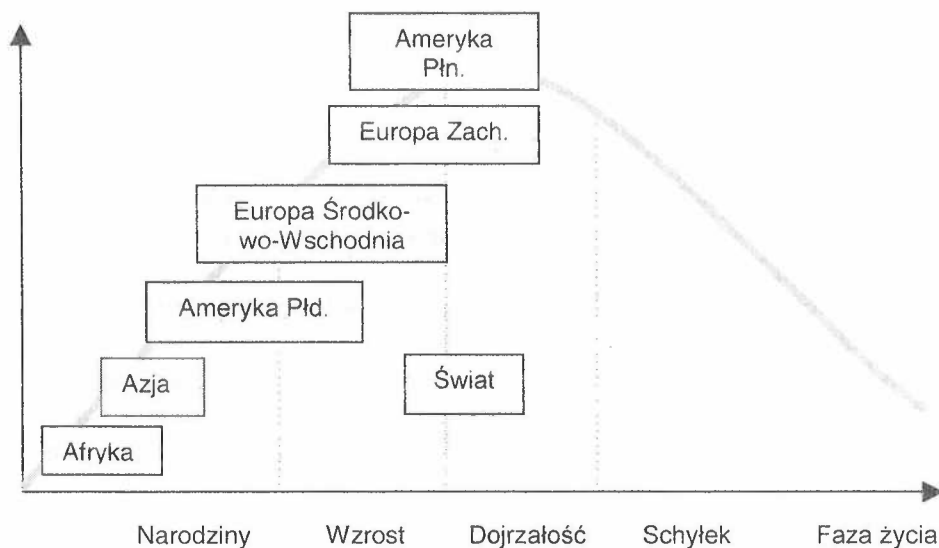 Ameryka
Płn.
Europa Zach.
Europa Środko-
wo-Wschodnia
Ameryka Płd.
Azja
Świat
Afryka
Narodziny Wzrost Dojrzałość Schyłek Faza życia